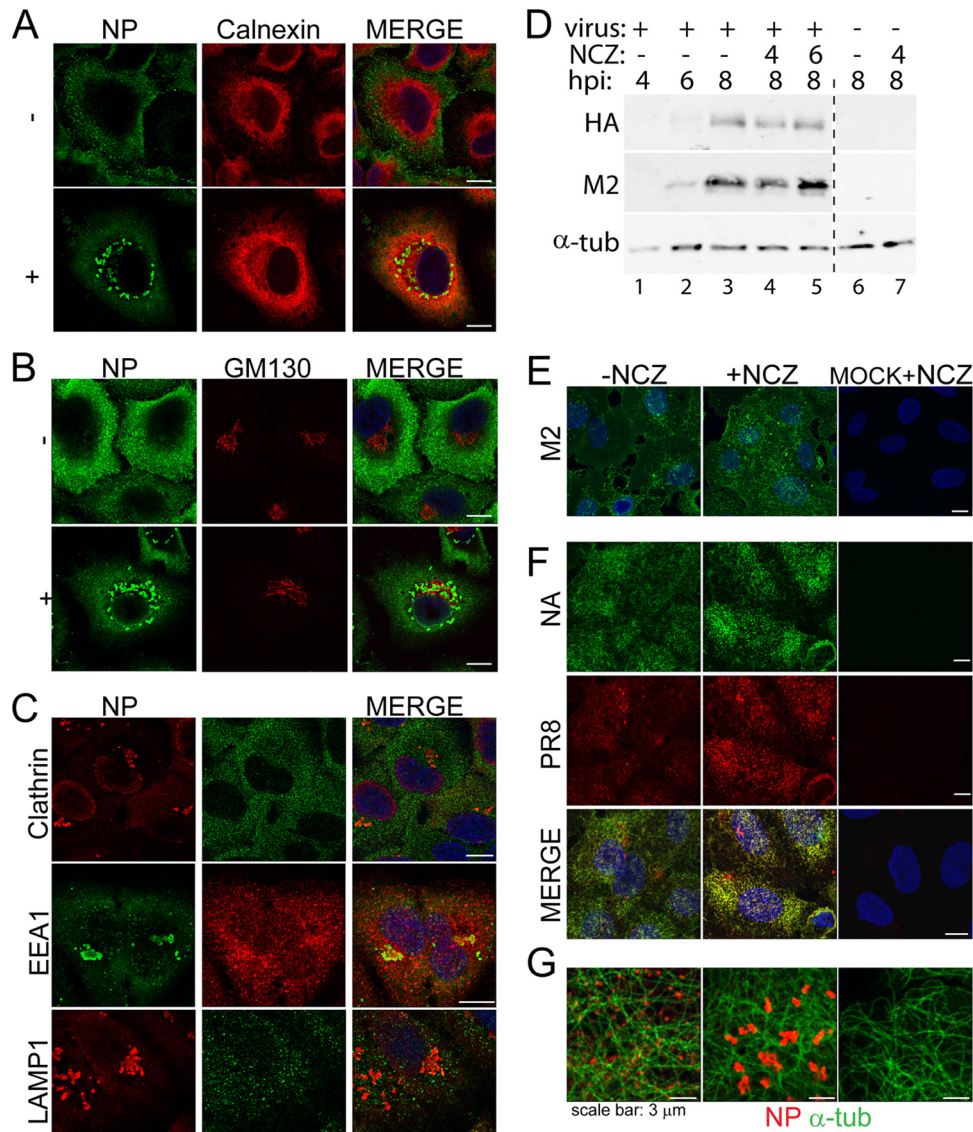 A
NP Calnexin MERGE
-
+
B
NP GM130 MERGE
-
+
C
NP MERGE
Clathrin
EEA1
LAMP1
D
virus: + + + + + - -
NCZ: - - - 4 6 - 4
hpi: 4 6 8 8 8 8 8
HA
M2
α-tub
1 2 3 4 5 6 7
E
-NCZ +NCZ MOCK+NCZ
M2
F
NA
PR8
MERGE
G
scale bar: 3 μm
NP α-tub